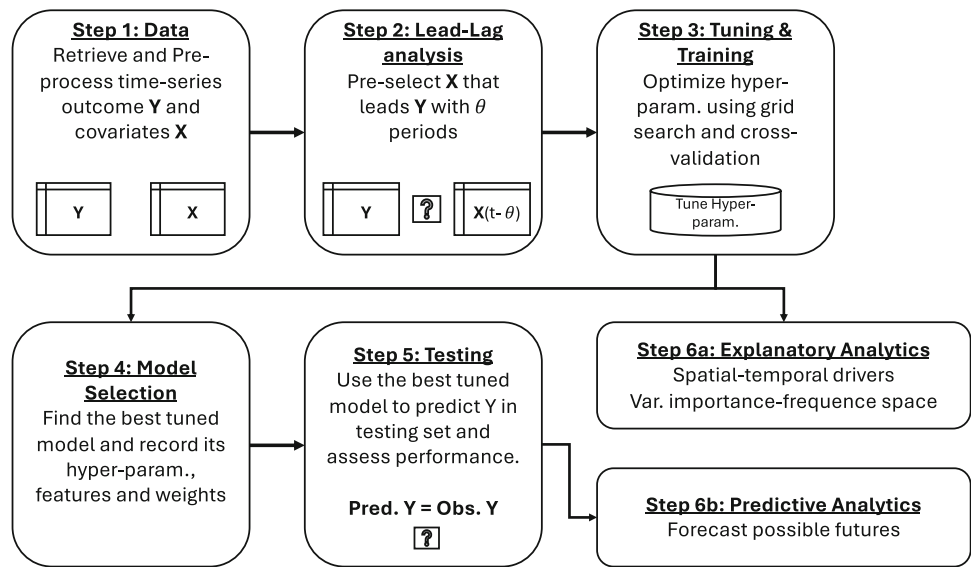 Step 1: Data
Retrieve and Pre-
process time-series
outcome Y and
covariates X
Y
X
Step 2: Lead-Lag
analysis
Pre-select X that
leads Y with θ
periods
Y
?
X(t- θ)
Step 3: Tuning &
Training
Optimize hyper-
param. using grid
search and cross-
validation
Tune Hyper-
param.
Step 4: Model
Selection
Find the best tuned
model and record its
hyper-param.,
features and weights
Step 5: Testing
Use the best tuned
model to predict Y in
testing set and
assess performance.
Pred. Y = Obs. Y
?
Step 6a: Explanatory Analytics
Spatial-temporal drivers
Var. importance-frequence space
Step 6b: Predictive Analytics
Forecast possible futures